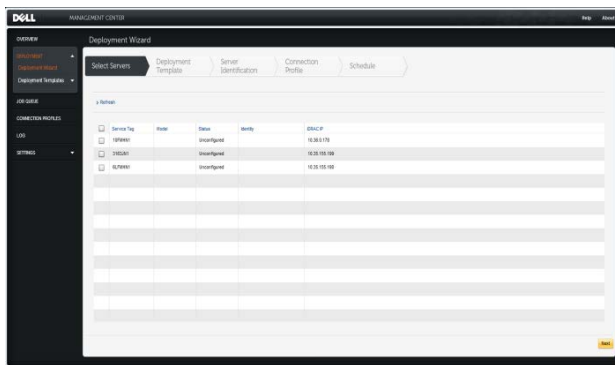 DELL MANAGEMENT CENTER Help About
OVERVIEW
DEPLOYMENT
Deployment Wizard
Deployment Templates
JOB QUEUE
CONNECTION PROFILES
LOG
SETTINGS
Deployment Wizard
Select Servers
Deployment
Template
Server
Identification
Connection
Profile
Schedule
Refresh
Service Tag Model Status Identity iDRAC IP
Unconfigured
Unconfigured
Unconfigured
Next